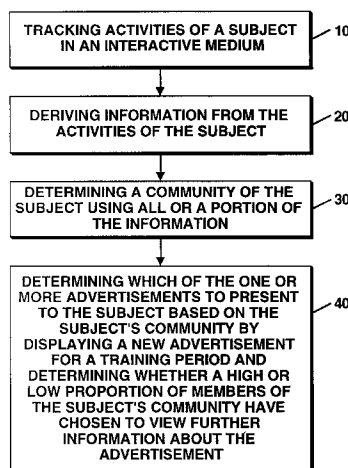 TRACKING ACTIVITIES OF A SUBJECT
IN AN INTERACTIVE MEDIUM
10
DERIVING INFORMATION FROM THE
ACTIVITIES OF THE SUBJECT
20
DETERMINING A COMMUNITY OF THE
SUBJECT USING ALL OR A PORTION OF
THE INFORMATION
30
DETERMINING WHICH OF THE ONE OR
MORE ADVERTISEMENTS TO PRESENT
TO THE SUBJECT BASED ON THE
SUBJECT'S COMMUNITY BY
DISPLAYING A NEW ADVERTISEMENT
FOR A TRAINING PERIOD AND
DETERMINING WHETHER A HIGH OR
LOW PROPORTION OF MEMBERS OF
THE SUBJECT'S COMMUNITY HAVE
CHOSEN TO VIEW FURTHER
INFORMATION ABOUT THE
ADVERTISEMENT
40